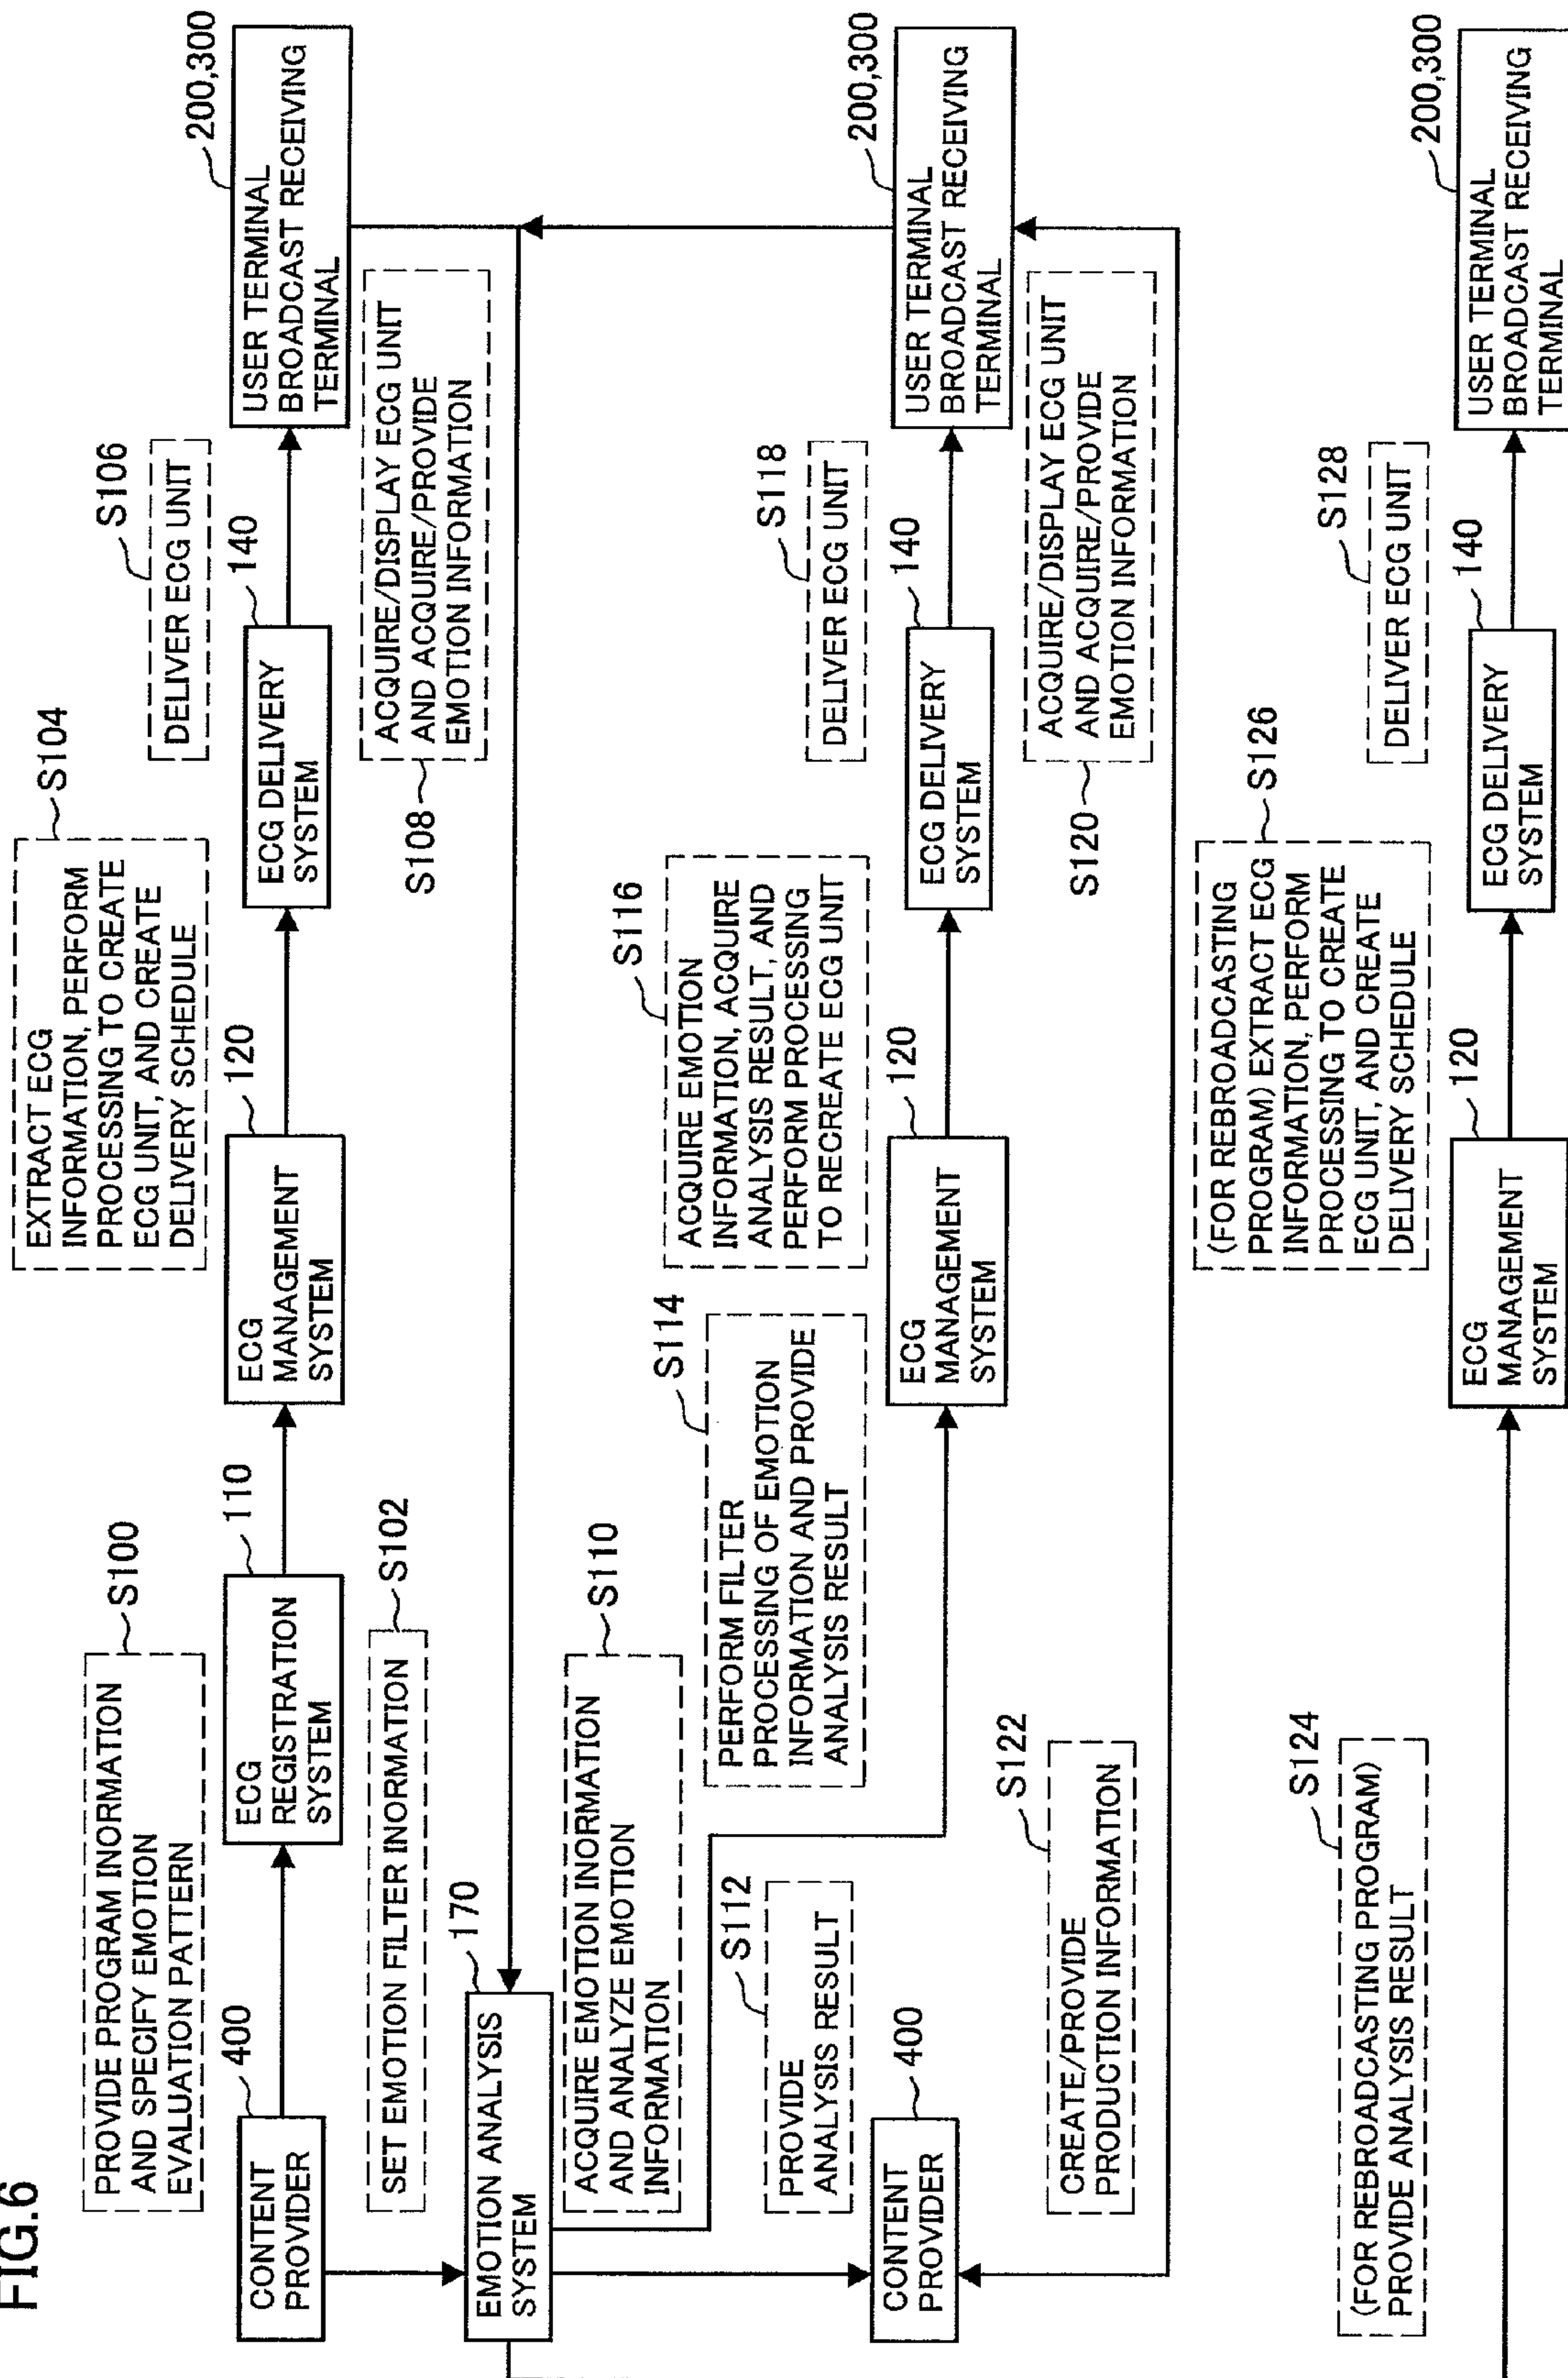 FIG.6
PROVIDE PROGRAM INORMATION
AND SPECIFY EMOTION
EVALUATION PATTERN
S100
400
CONTENT
PROVIDER
110
ECG
REGISTRATION
SYSTEM
SET EMOTION FILTER INORMATION
S102
EXTRACT ECG
INFORMATION, PERFORM
PROCESSING TO CREATE
ECG UNIT, AND CREATE
DELIVERY SCHEDULE
S104
120
ECG
MANAGEMENT
SYSTEM
S106
DELIVER ECG UNIT
140
ECG DELIVERY
SYSTEM
200,300
USER TERMINAL
BROADCAST RECEIVING
TERMINAL
ACQUIRE/DISPLAY ECG UNIT
AND ACQUIRE/PROVIDE
EMOTION INFORMATION
S108
170
EMOTION ANALYSIS
SYSTEM
ACQUIRE EMOTION INORMATION
AND ANALYZE EMOTION
INFORMATION
S110
S112
PROVIDE
ANALYSIS RESULT
400
CONTENT
PROVIDER
S114
PERFORM FILTER
PROCESSING OF EMOTION
INFORMATION AND PROVIDE
ANALYSIS RESULT
S116
ACQUIRE EMOTION
INFORMATION, ACQUIRE
ANALYSIS RESULT, AND
PERFORM PROCESSING
TO RECREATE ECG UNIT
120
ECG
MANAGEMENT
SYSTEM
S118
DELIVER ECG UNIT
140
ECG DELIVERY
SYSTEM
200,300
USER TERMINAL
BROADCAST RECEIVING
TERMINAL
ACQUIRE/DISPLAY ECG UNIT
AND ACQUIRE/PROVIDE
EMOTION INFORMATION
S120
S122
CREATE/PROVIDE
PRODUCTION INFORMATION
S124
(FOR REBROADCASTING PROGRAM)
PROVIDE ANALYSIS RESULT
(FOR REBROADCASTING
PROGRAM) EXTRACT ECG
INFORMATION, PERFORM
PROCESSING TO CREATE
ECG UNIT, AND CREATE
DELIVERY SCHEDULE
S126
120
ECG
MANAGEMENT
SYSTEM
S128
DELIVER ECG UNIT
140
ECG DELIVERY
SYSTEM
200,300
USER TERMINAL
BROADCAST RECEIVING
TERMINAL